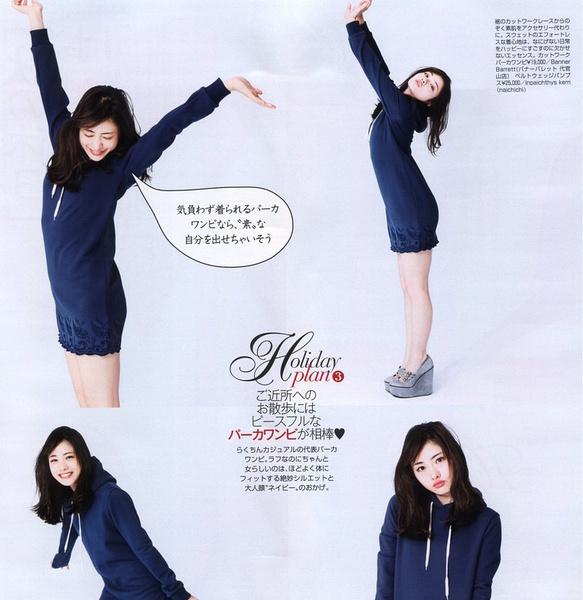 裾のカットワークレースからの
ぞく素肌をアクセサリー代わり
に。スウェットのエフォートレ
スな着心地は、なにげない日常
をハッピーにすごすのに欠かせ
ないエッセンス。カットワーク
パーカワンピ¥19,000／Banner
Barrett(バナーバレット 代官
山店) ベルトウェッジパンプ
ス¥25,000／inpaichthys kerri
(naichichi)
気負わず着られるパーカ
ワンピなら、〝素〟な
自分を出せちゃいそう
Holiday
plan 3
ご近所への
お散歩には
ピースフルな
パーカワンピが相棒♥
らくちんカジュアルの代表パーカ
ワンピ。ラフなのにちゃんと
女らしいのは、ほどよく体に
フィットする絶妙シルエットと
大人顔〝ネイビー〟のおかげ。